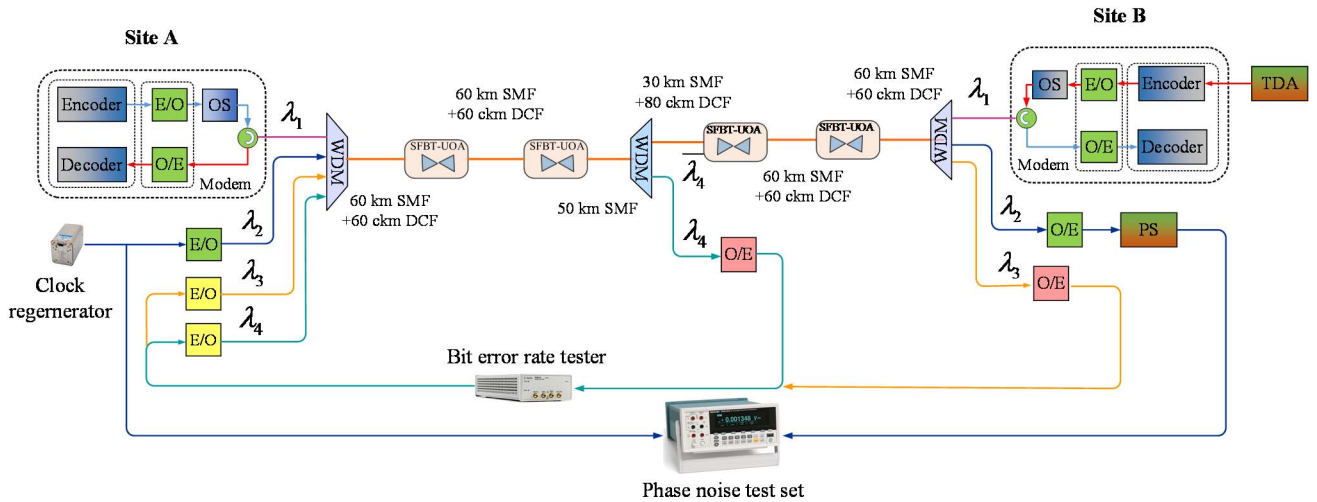 Site A
Site B
Encoder
E/O
OS
Decoder
O/E
Modem
λ1
WDM
60 km SMF
+60 ckm DCF
SFBT-UOA
60 km SMF
+60 ckm DCF
SFBT-UOA
50 km SMF
WDM
30 km SMF
+80 ckm DCF
λ4
SFBT-UOA
60 km SMF
+60 ckm DCF
SFBT-UOA
60 km SMF
+60 ckm DCF
WDM
λ1
OS
E/O
Encoder
TDA
O/E
Decoder
Modem
λ2
E/O
λ3
E/O
λ4
E/O
Clock
regernerator
λ4
O/E
λ2
O/E
PS
λ3
O/E
Bit error rate tester
Phase noise test set